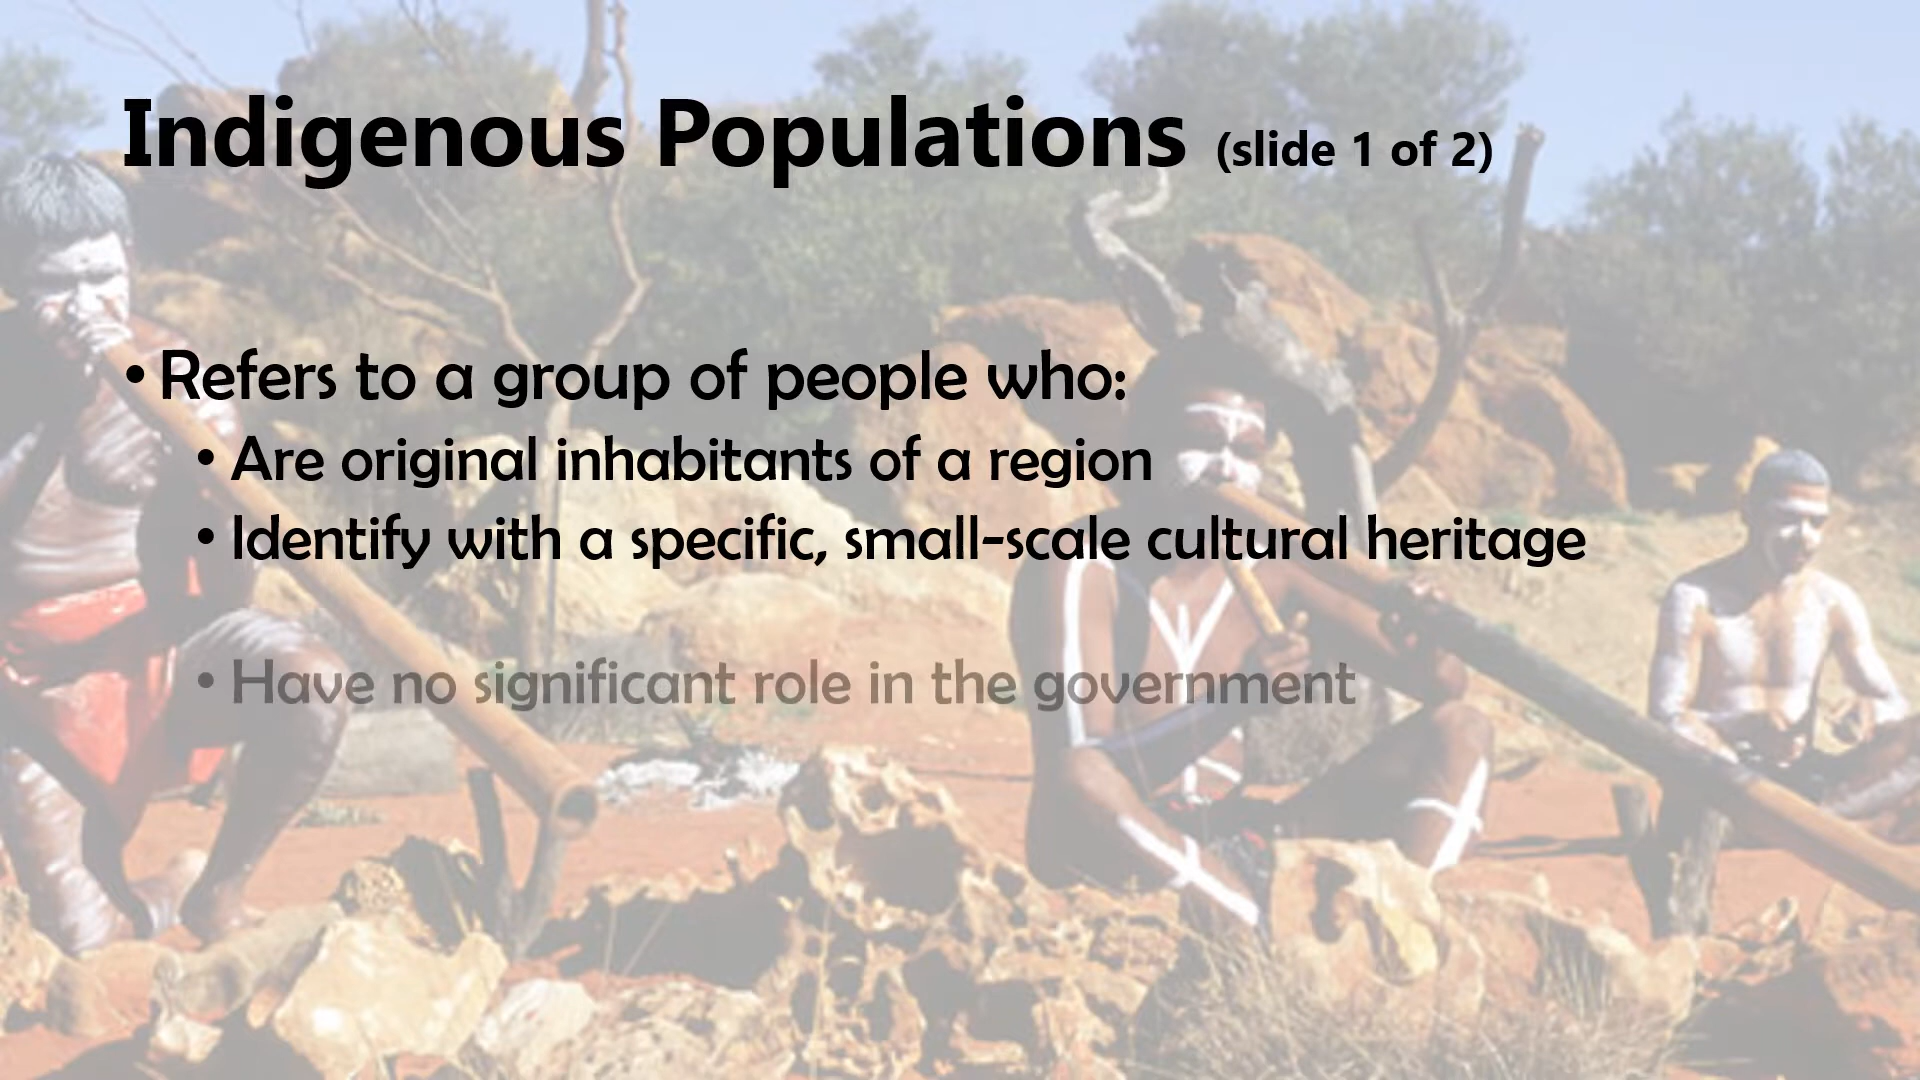 Indigenous Populations (slide 1 of 2)
• Refers to a group of people who:
• Are original inhabitants of a region
• Identify with a specific, small-scale cultural heritage
• Have no significant role in the government